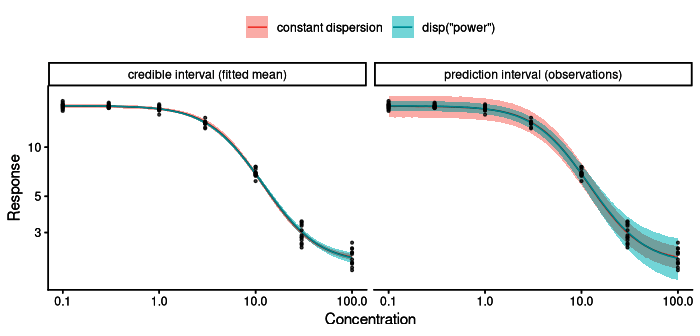 constant dispersion disp("power")
credible interval (fitted mean) prediction interval (observations)
10
5
3
Response
0.1 1.0 10.0 100.0 0.1 1.0 10.0 100.0
Concentration